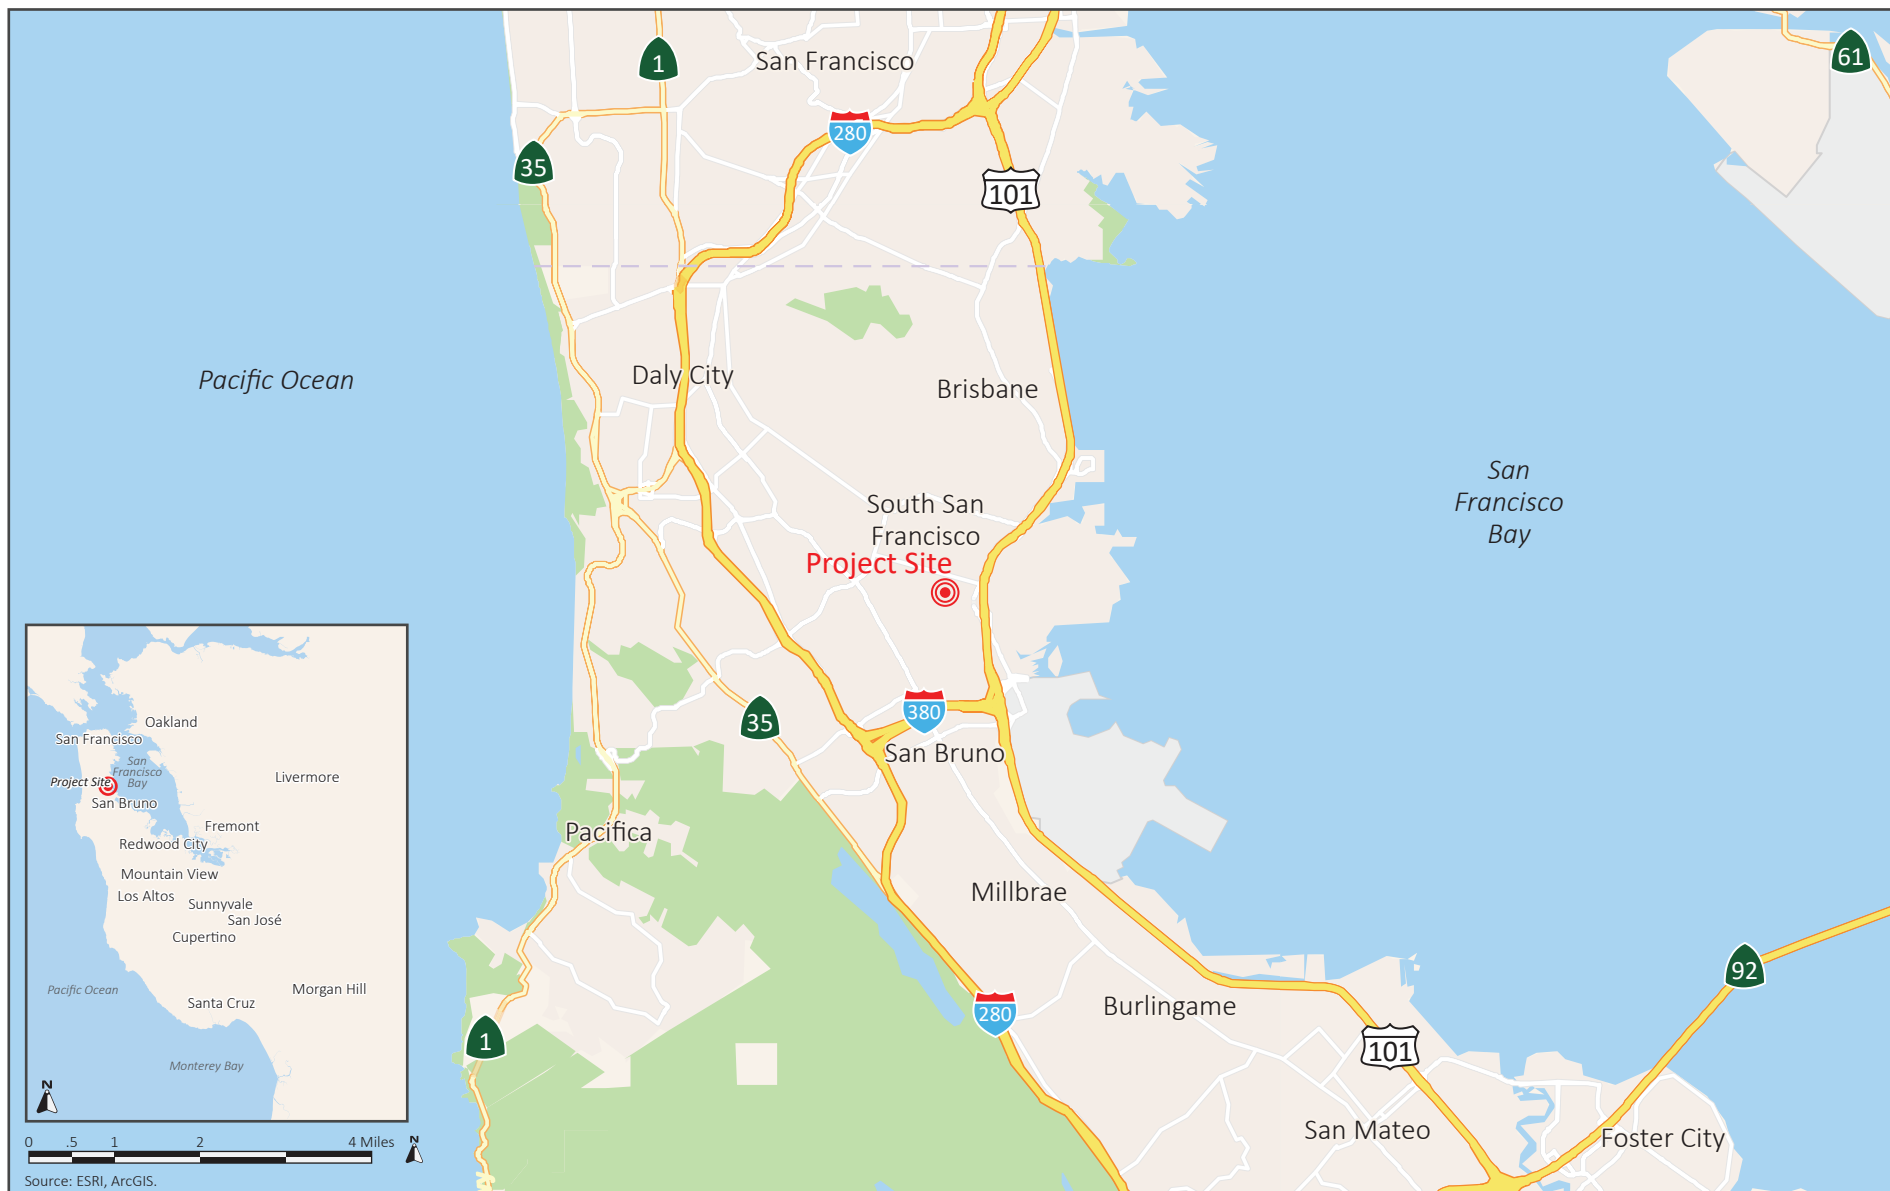 San Francisco
1
61
280
35
101
Pacific Ocean
Daly City
Brisbane
San
Francisco
Bay
South San
Francisco
Project Site
35
380
San Bruno
Pacifica
Millbrae
92
Burlingame
280
1
101
San Mateo
Foster City
Oakland
San Francisco
San
Francisco
Bay
Project Site
Livermore
San Bruno
Fremont
Redwood City
Mountain View
Los Altos
Sunnyvale
San José
Cupertino
Pacific Ocean
Morgan Hill
Santa Cruz
Monterey Bay
N
0 .5 1 2 4 Miles
N
Source: ESRI, ArcGIS.